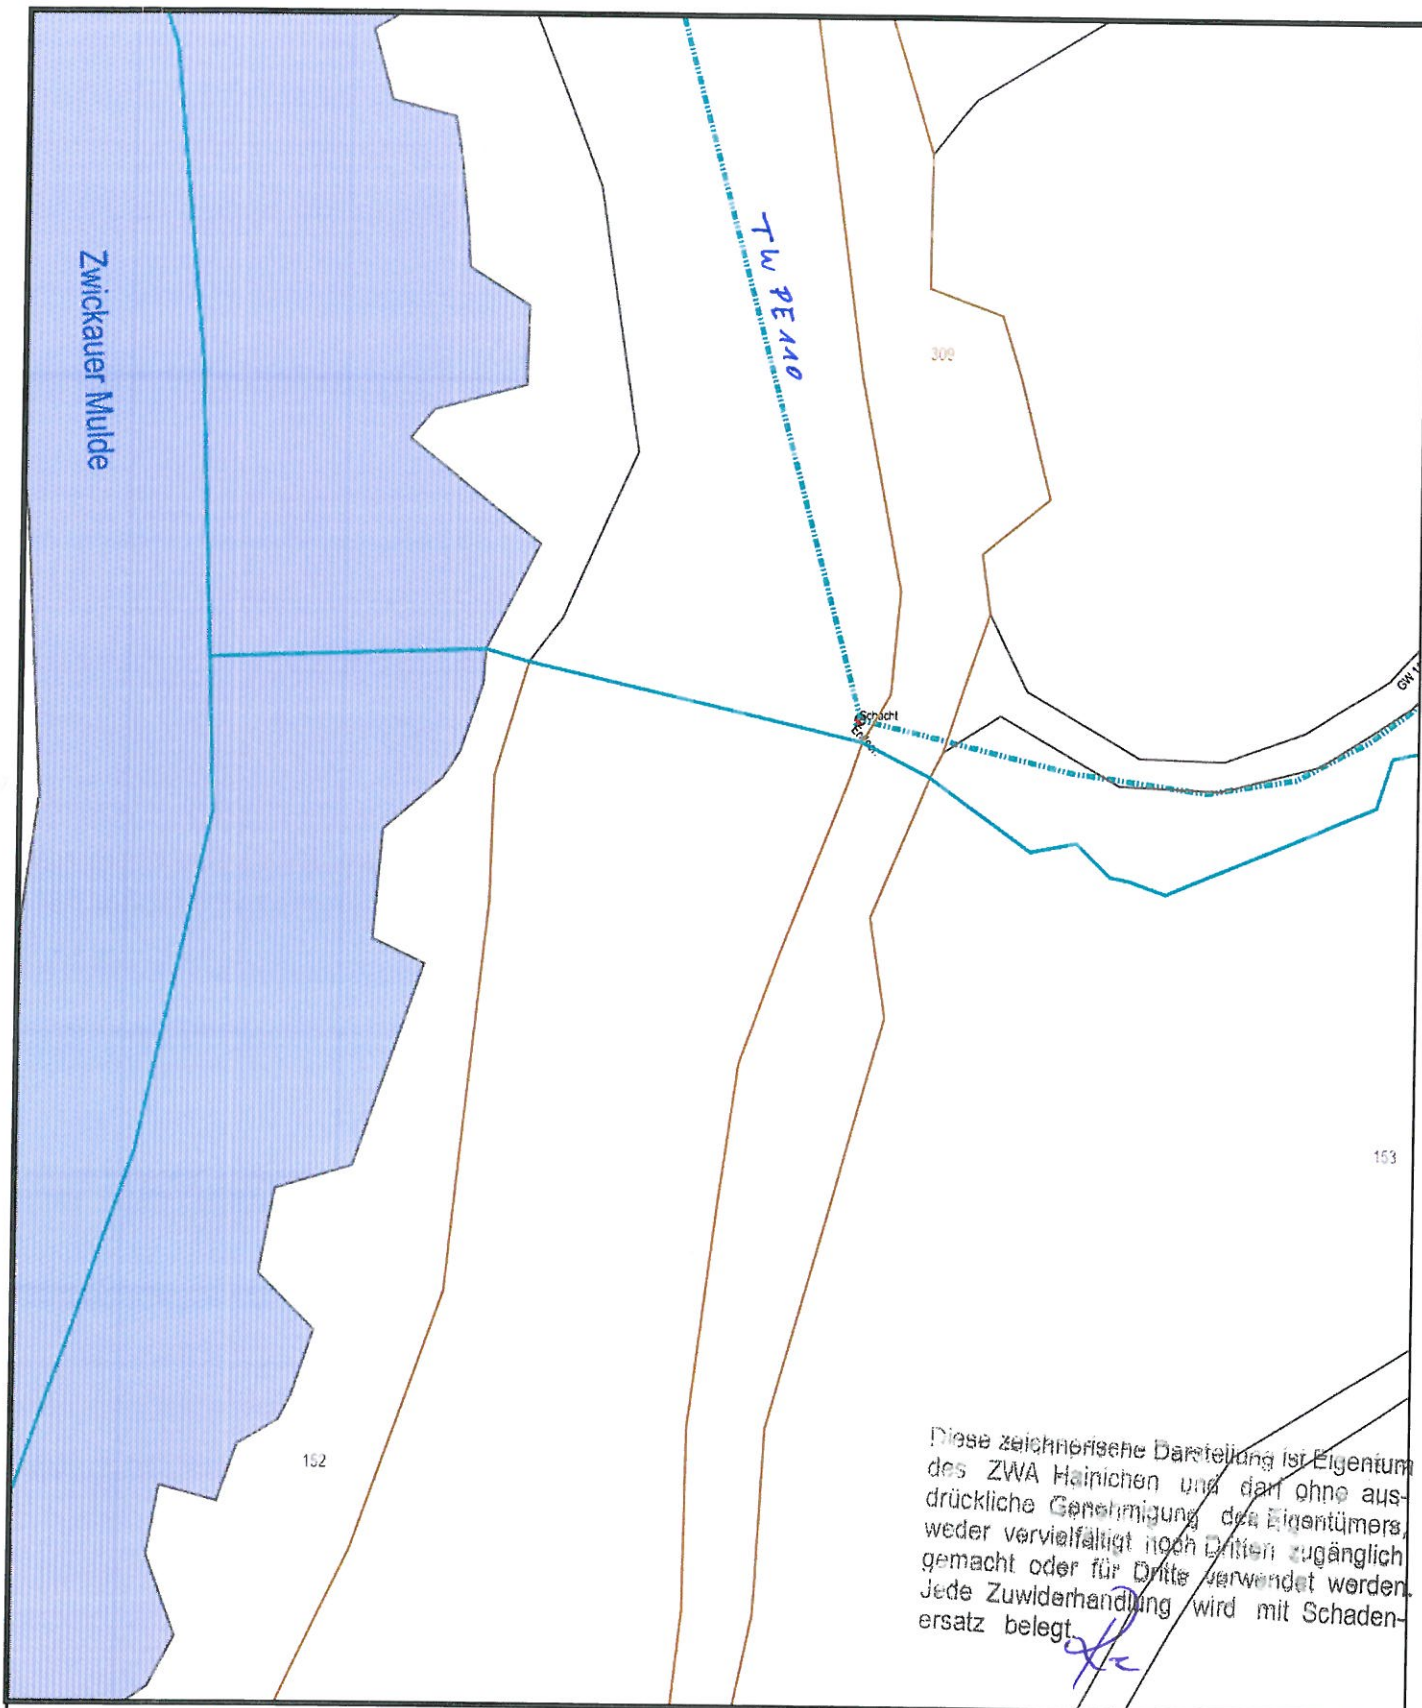 Zwickauer Mulde
TW PE 110
309
Schacht
GW
153
152
Diese zeichnerische Darstellung ist Eigentum
des ZWA Hainichen und darf ohne aus-
drückliche Genehmigung des Eigentümers,
weder vervielfältigt noch Dritten zugänglich
gemacht oder für Dritte verwendet werden.
Jede Zuwiderhandlung wird mit Schaden-
ersatz belegt.